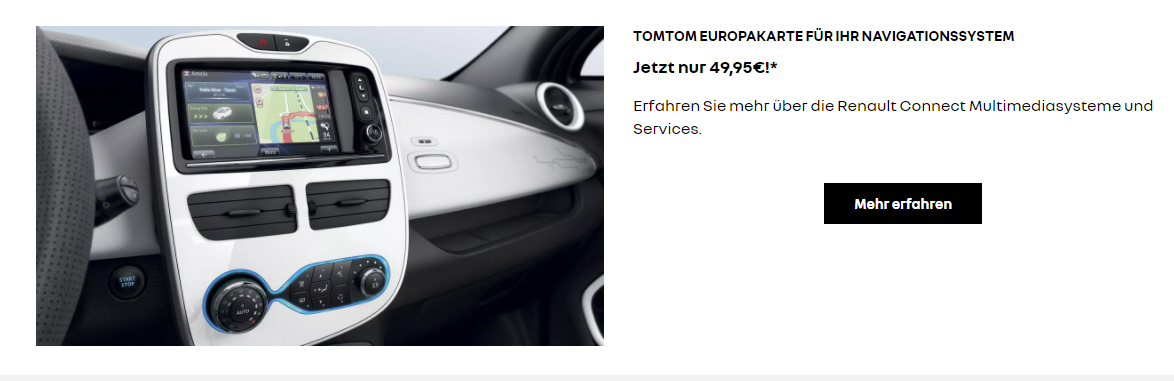 TOMTOM EUROPAKARTE FÜR IHR NAVIGATIONSSYSTEM
Jetzt nur 49,95€!*
Erfahren Sie mehr über die Renault Connect Multimediasysteme und
Services.
Mehr erfahren
START
STOP
AUTO